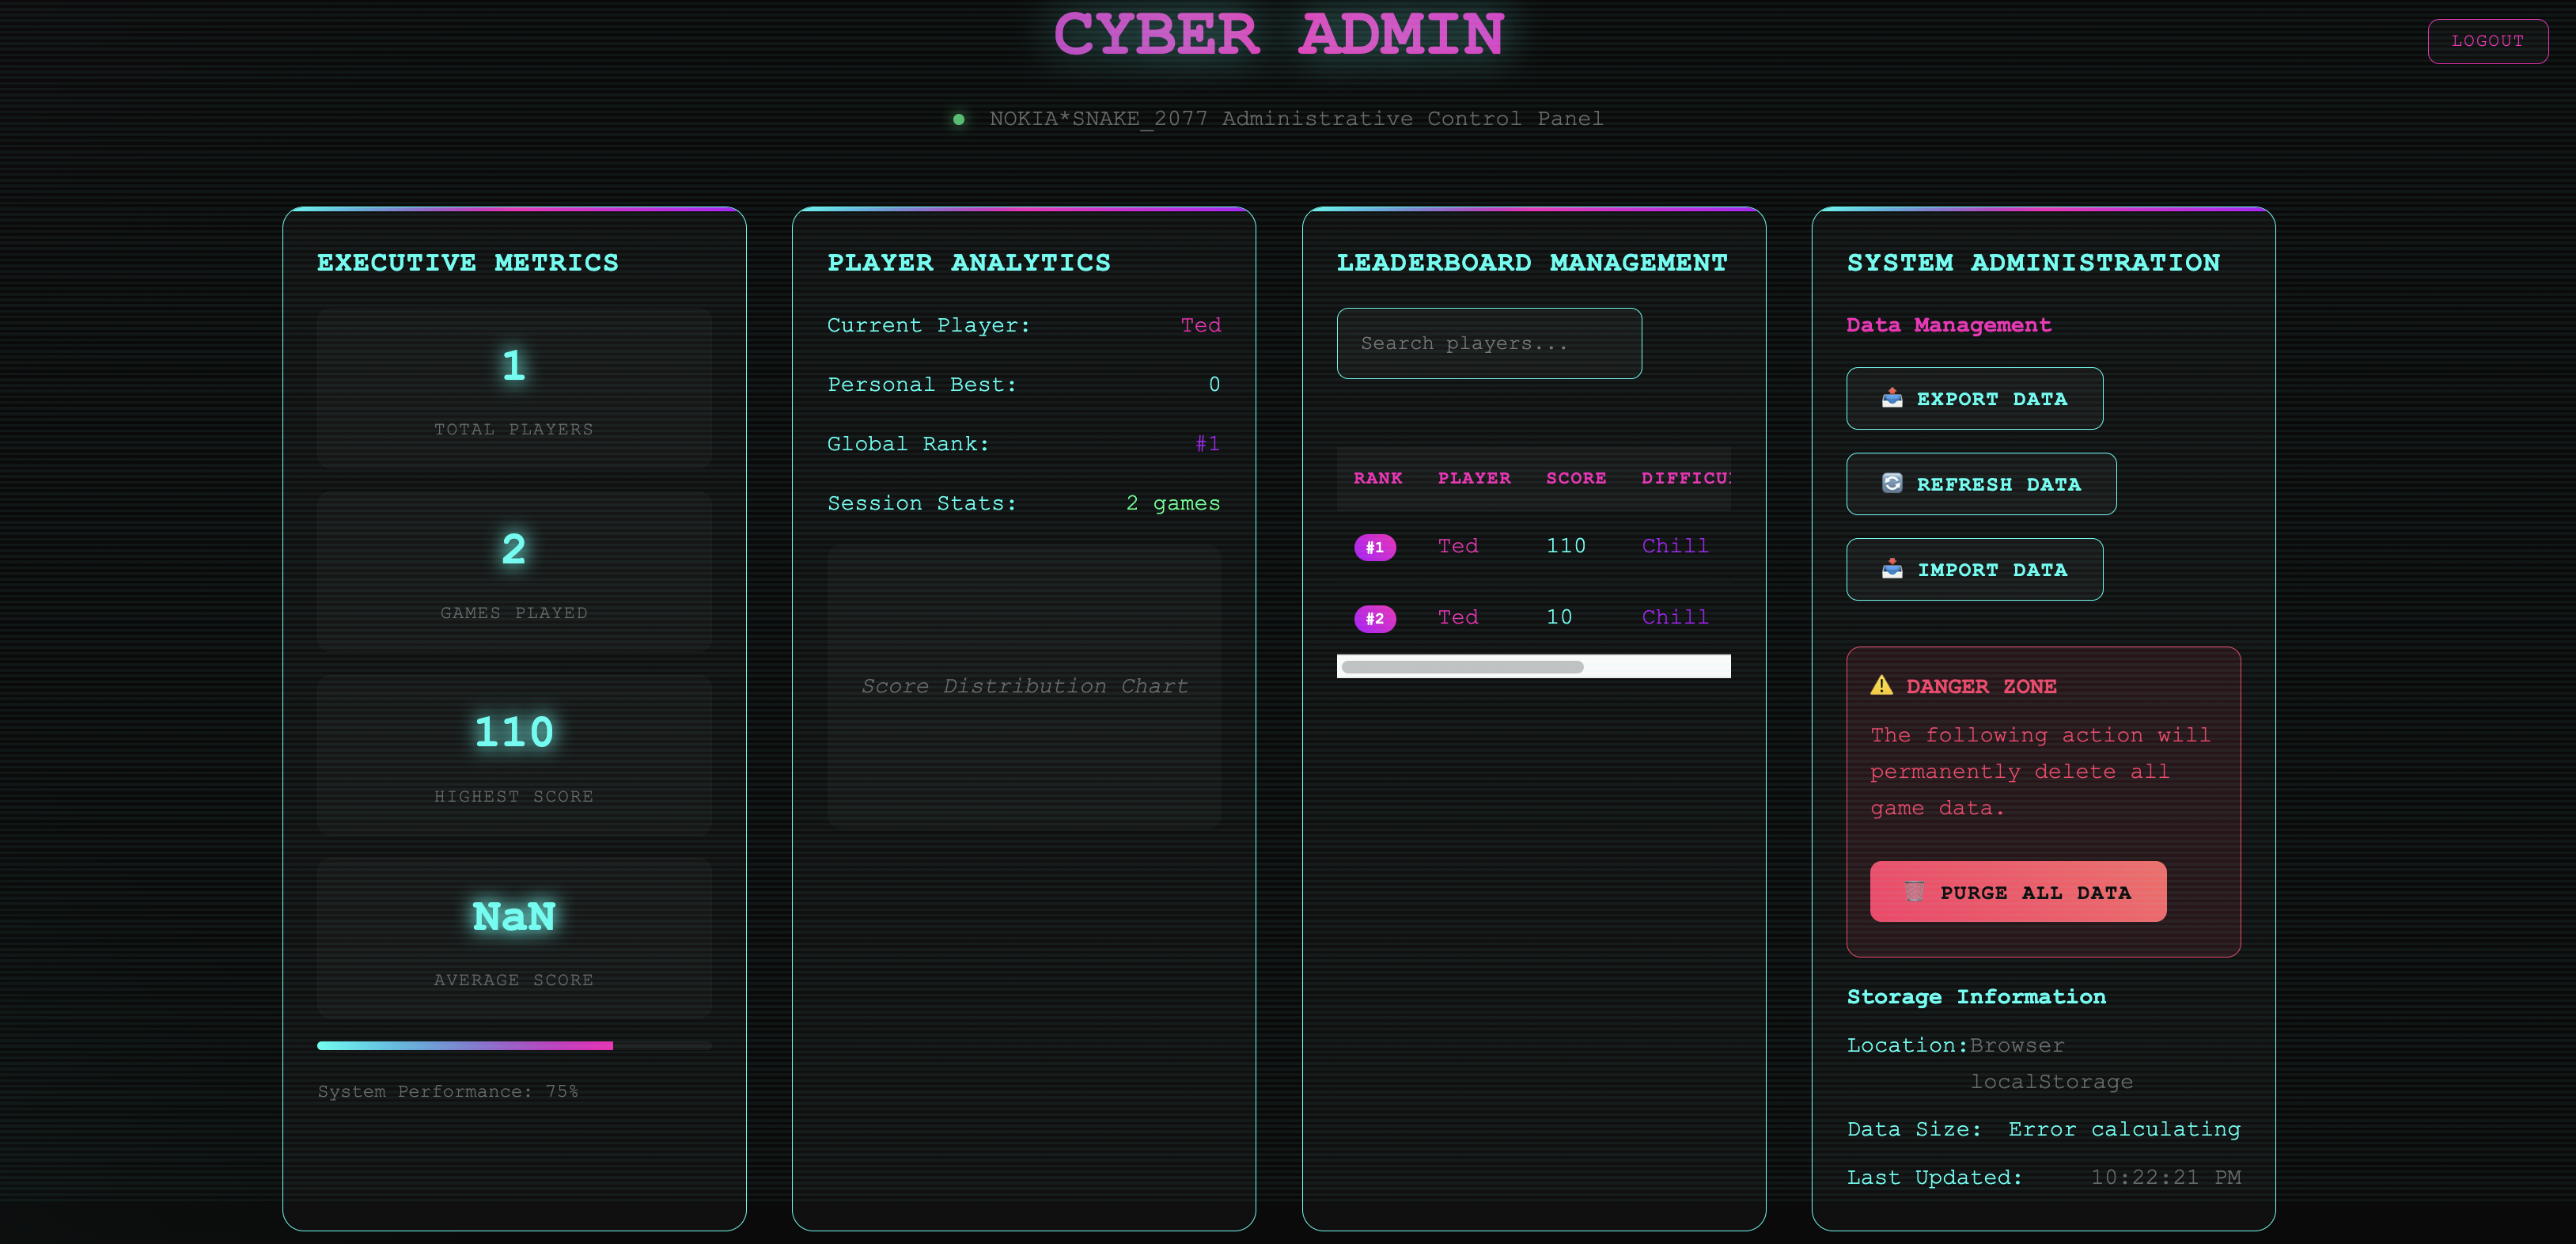 CYBER ADMIN
LOGOUT
NOKIA*SNAKE_2077 Administrative Control Panel
EXECUTIVE METRICS
1
TOTAL PLAYERS
2
GAMES PLAYED
110
HIGHEST SCORE
NaN
AVERAGE SCORE
System Performance: 75%
PLAYER ANALYTICS
Current Player: Ted
Personal Best: 0
Global Rank: #1
Session Stats: 2 games
Score Distribution Chart
LEADERBOARD MANAGEMENT
Search players...
RANK PLAYER SCORE DIFFICU
#1 Ted 110 Chill
#2 Ted 10 Chill
SYSTEM ADMINISTRATION
Data Management
EXPORT DATA
REFRESH DATA
IMPORT DATA
DANGER ZONE
The following action will
permanently delete all
game data.
PURGE ALL DATA
Storage Information
Location:Browser
localStorage
Data Size: Error calculating
Last Updated: 10:22:21 PM